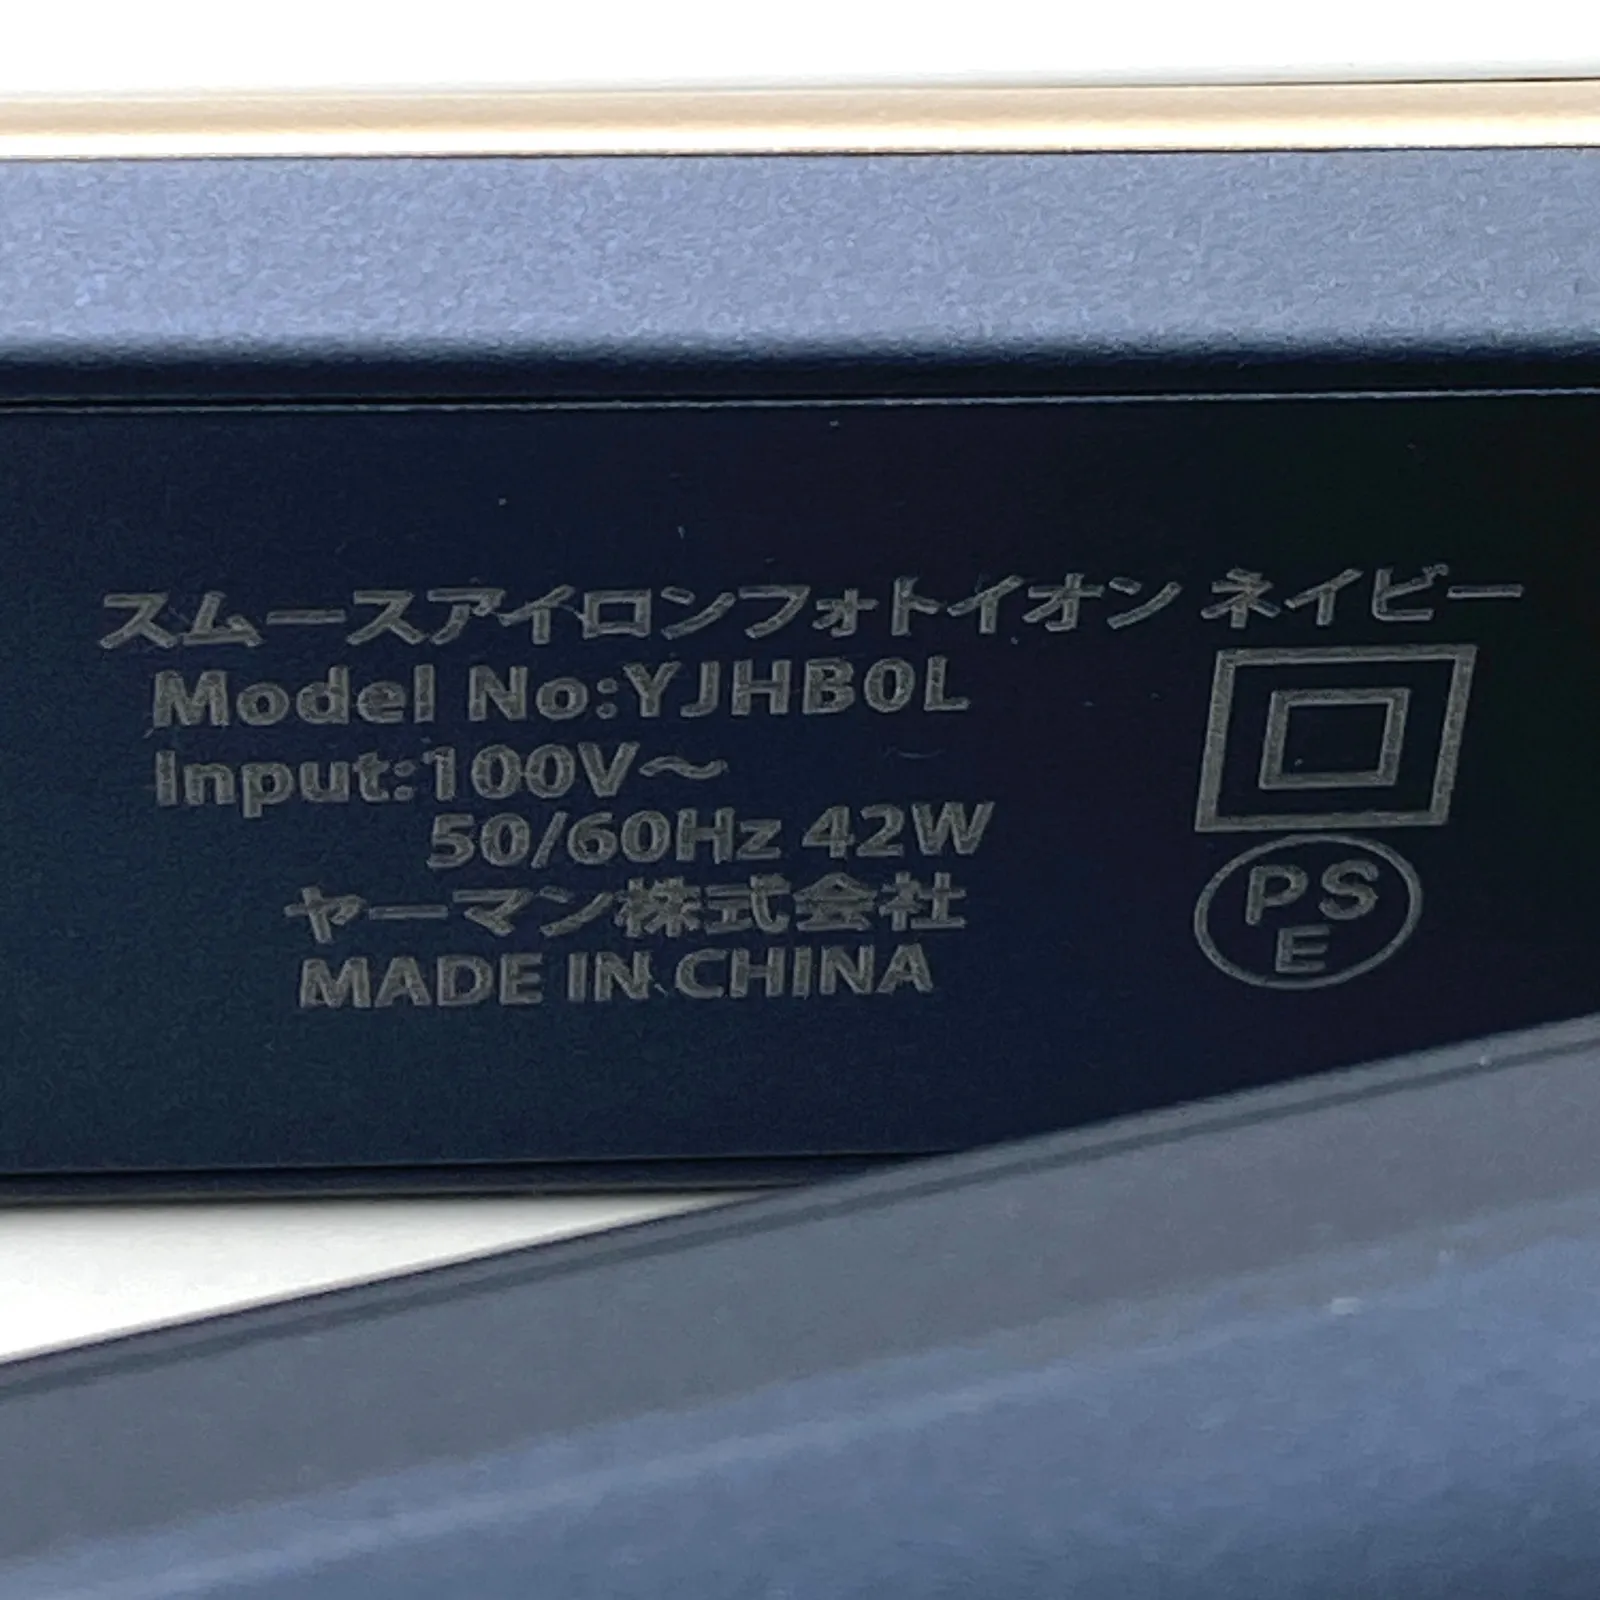 スムースアイロンフォトイオン ネイビー
Model No:YJHB0L
Input:100V～
50/60Hz 42W
ヤーマン株式会社
MADE IN CHINA
PS
E